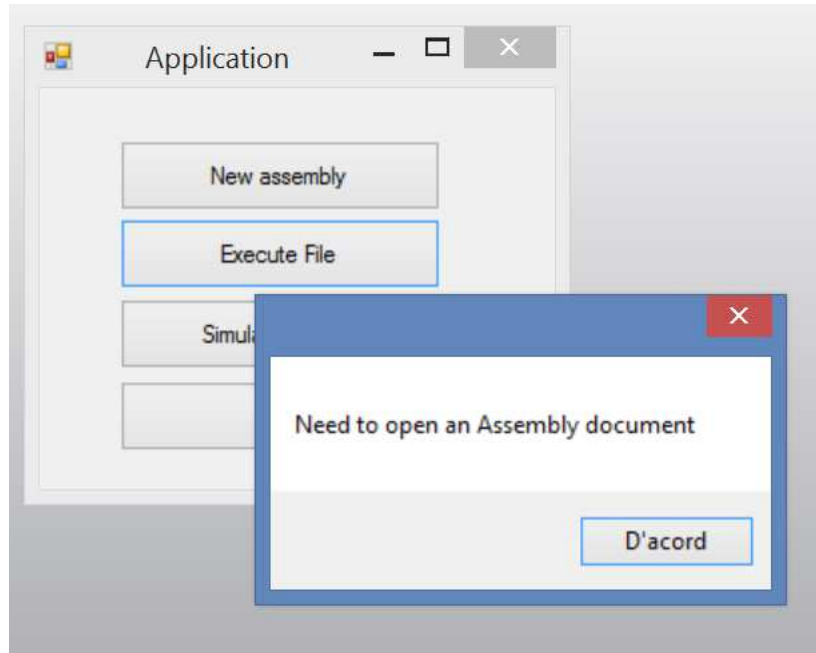 Application
New assembly
Execute File
Need to open an Assembly document
D'acord